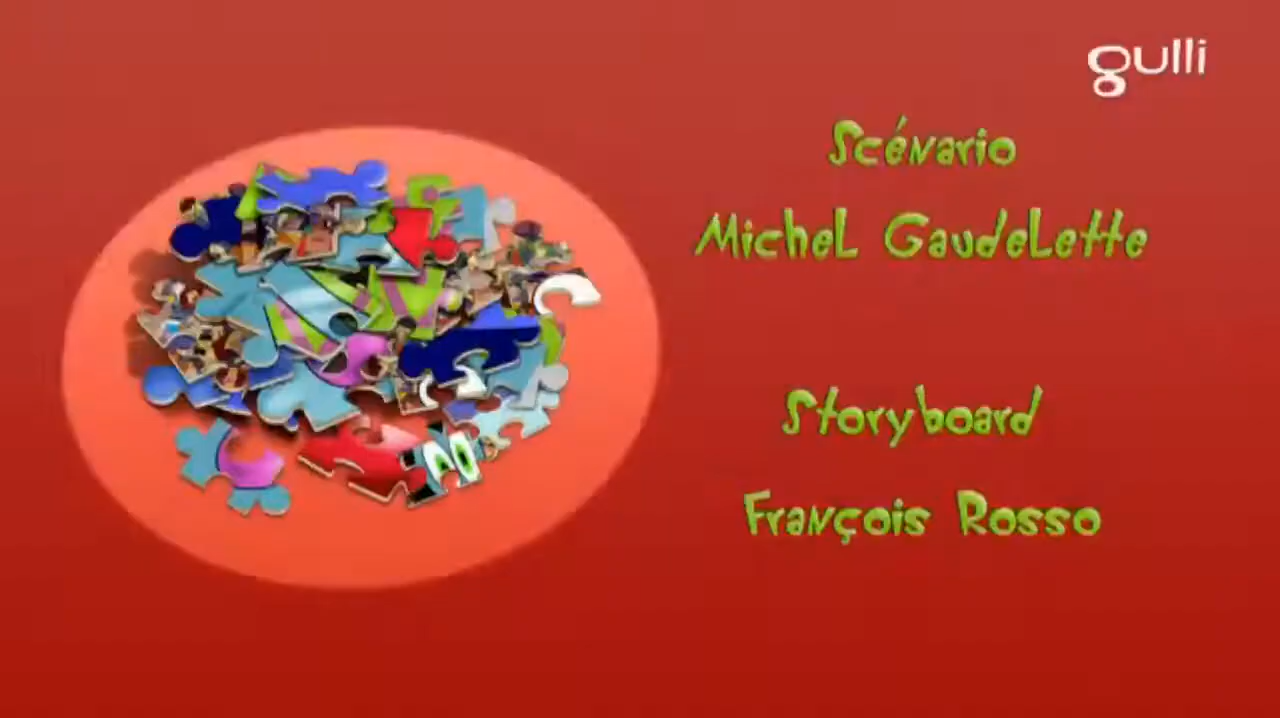 gulli
Scénario
Michel Gaudelette
Storyboard
François Rosso